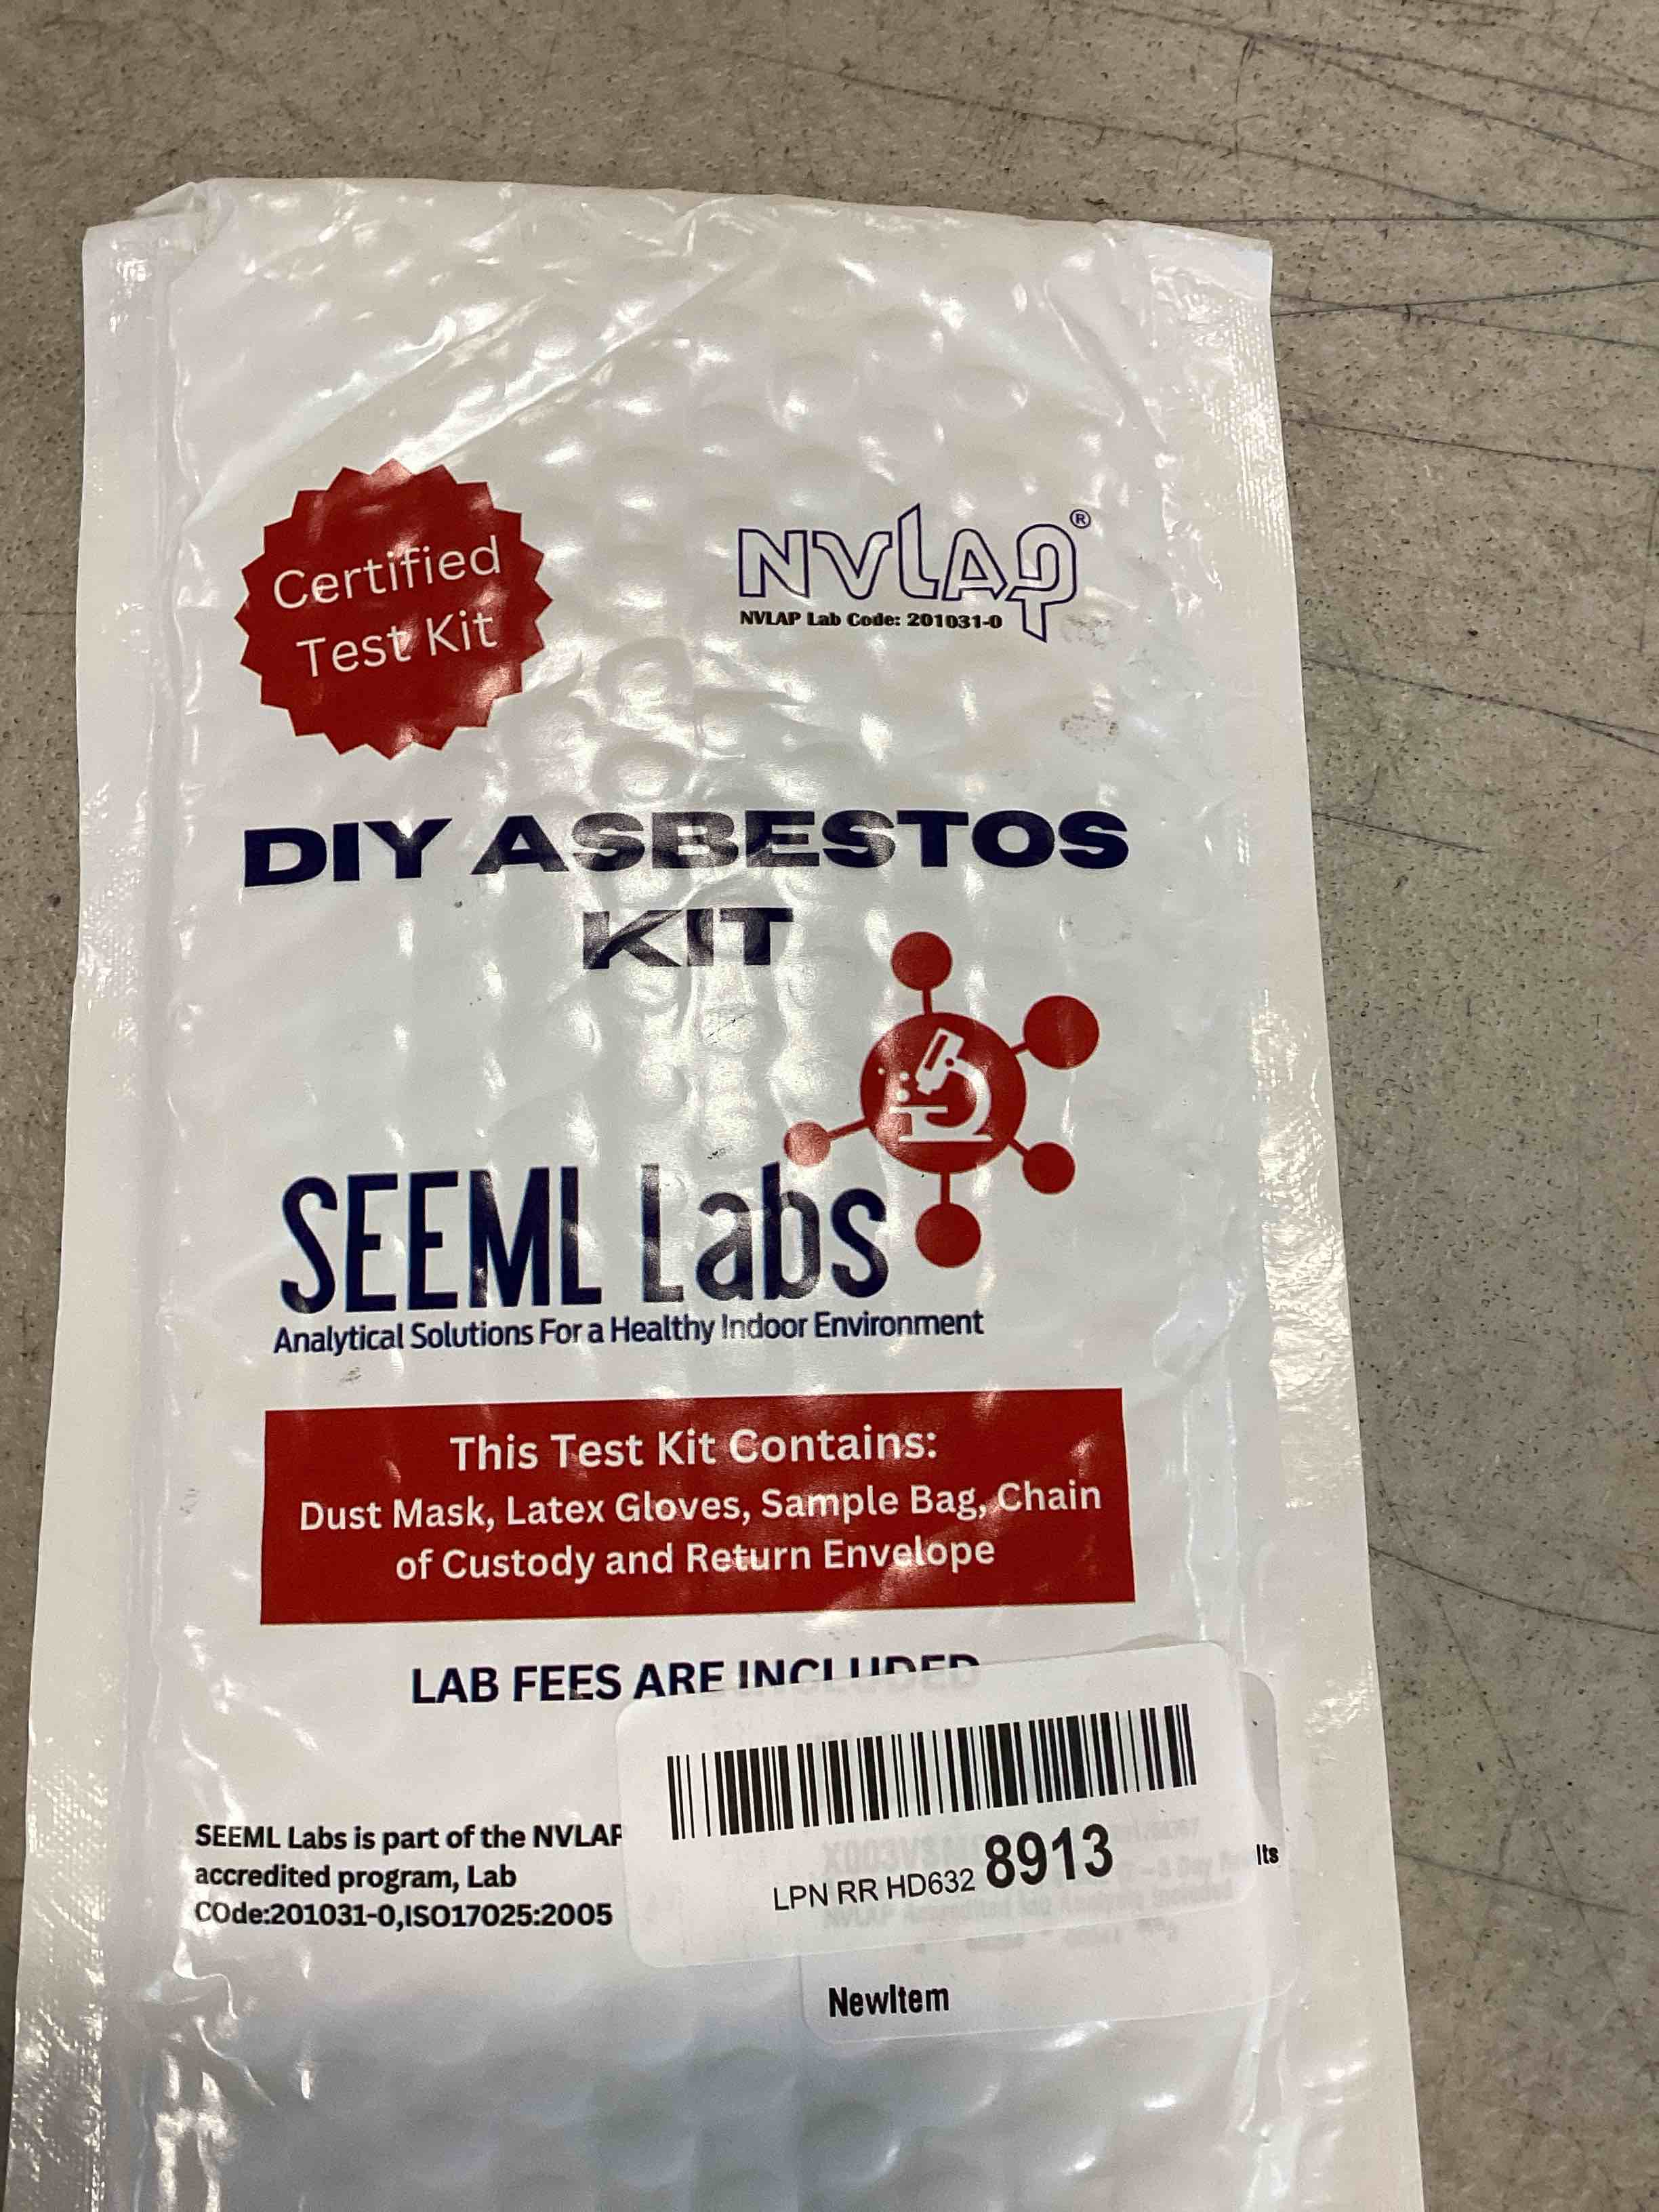 Certified
Test Kit
NVLAP®
NVLAP Lab Code: 201031-0
DIY ASBESTOS
KIT
SEEML Labs
Analytical Solutions For a Healthy Indoor Environment
This Test Kit Contains:
Dust Mask, Latex Gloves, Sample Bag, Chain
of Custody and Return Envelope
LAB FEES ARE INCLUDED
SEEML Labs is part of the NVLAP
accredited program, Lab
COde:201031-0,ISO17025:2005
LPN RR HD632 8913
lts
NewItem